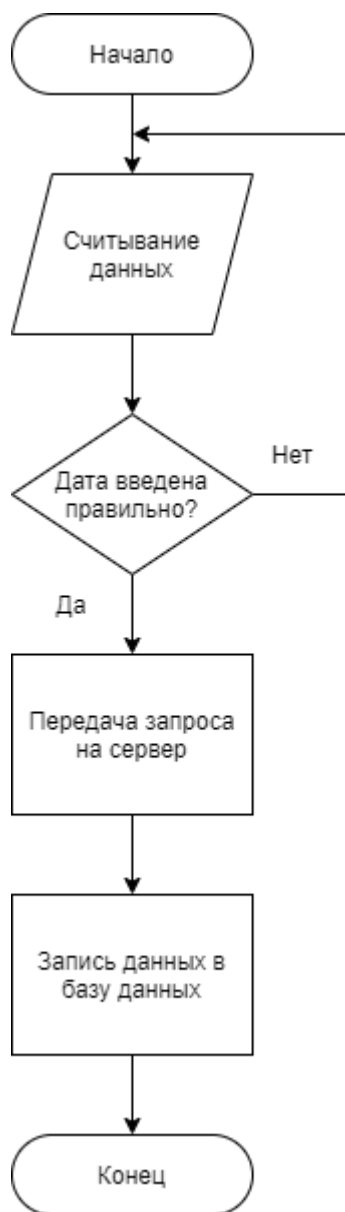 Начало
Считывание
данных
Дата введена
правильно?
Нет
Да
Передача запроса
на сервер
Запись данных в
базу данных
Конец